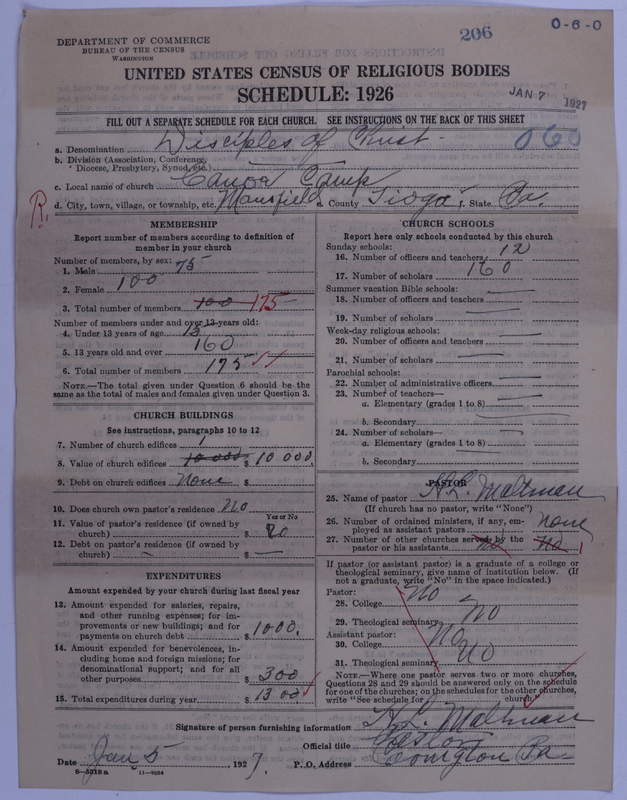 206
0-6-0
DEPARTMENT OF COMMERCE
BUREAU OF THE CENSUS
WASHINGTON
UNITED STATES CENSUS OF RELIGIOUS BODIES
SCHEDULE: 1926
JAN 7 1927
FILL OUT A SEPARATE SCHEDULE FOR EACH CHURCH. SEE INSTRUCTIONS ON THE BACK OF THIS SHEET
a. Denomination Disciples of Christ 060
b. Division (Association, Conference, Diocese, Presbytery, Synod, etc.)
c. Local name of church Canoe Camp
d. City, town, village, or township, etc. Mansfield e. County Tioga f. State Pa.
R.
MEMBERSHIP
Report number of members according to definition of member in your church
Number of members, by sex:
1. Male 75
2. Female 100
3. Total number of members 100 175
Number of members under and over 13 years old:
4. Under 13 years of age 15
5. 13 years old and over 160
6. Total number of members 175
NOTE.—The total given under Question 6 should be the same as the total of males and females given under Question 3.
CHURCH BUILDINGS
See instructions, paragraphs 10 to 12
7. Number of church edifices 1
8. Value of church edifices 10 000 $ 10 000
9. Debt on church edifices None $
10. Does church own pastor's residence? No
Yes or No
11. Value of pastor's residence (if owned by church) $ No
12. Debt on pastor's residence (if owned by church) — $ —
EXPENDITURES
Amount expended by your church during last fiscal year
13. Amount expended for salaries, repairs, and other running expenses; for improvements or new buildings; and for payments on church debt $ 1000.
14. Amount expended for benevolences, including home and foreign missions; for denominational support; and for all other purposes $ 300
15. Total expenditures during year $ 1300
CHURCH SCHOOLS
Report here only schools conducted by this church
Sunday schools:
16. Number of officers and teachers 12
17. Number of scholars 160
Summer vacation Bible schools:
18. Number of officers and teachers
19. Number of scholars
Week-day religious schools:
20. Number of officers and teachers
21. Number of scholars
Parochial schools:
22. Number of administrative officers
23. Number of teachers—
a. Elementary (grades 1 to 8)
b. Secondary
24. Number of scholars—
a. Elementary (grades 1 to 8)
b. Secondary
PASTOR
25. Name of pastor H. L. Maltman
(If church has no pastor, write "None")
26. Number of ordained ministers, if any, employed as assistant pastors none
27. Number of other churches served by the pastor or his assistants no No 1
If pastor (or assistant pastor) is a graduate of a college or theological seminary, give name of institution below. (If not a graduate, write "No" in the space indicated.)
Pastor:
28. College No
29. Theological seminary No
Assistant pastor:
30. College No
31. Theological seminary No
NOTE.—Where one pastor serves two or more churches, Questions 28 and 29 should be answered only on the schedule for one of the churches; on the schedules for the other churches, write "See schedule for church."
Signature of person furnishing information H. L. Maltman
Official title Pastor
Date Jan 5, 1927, P. O. Address Covington Pa
8-5518 a 11-9054